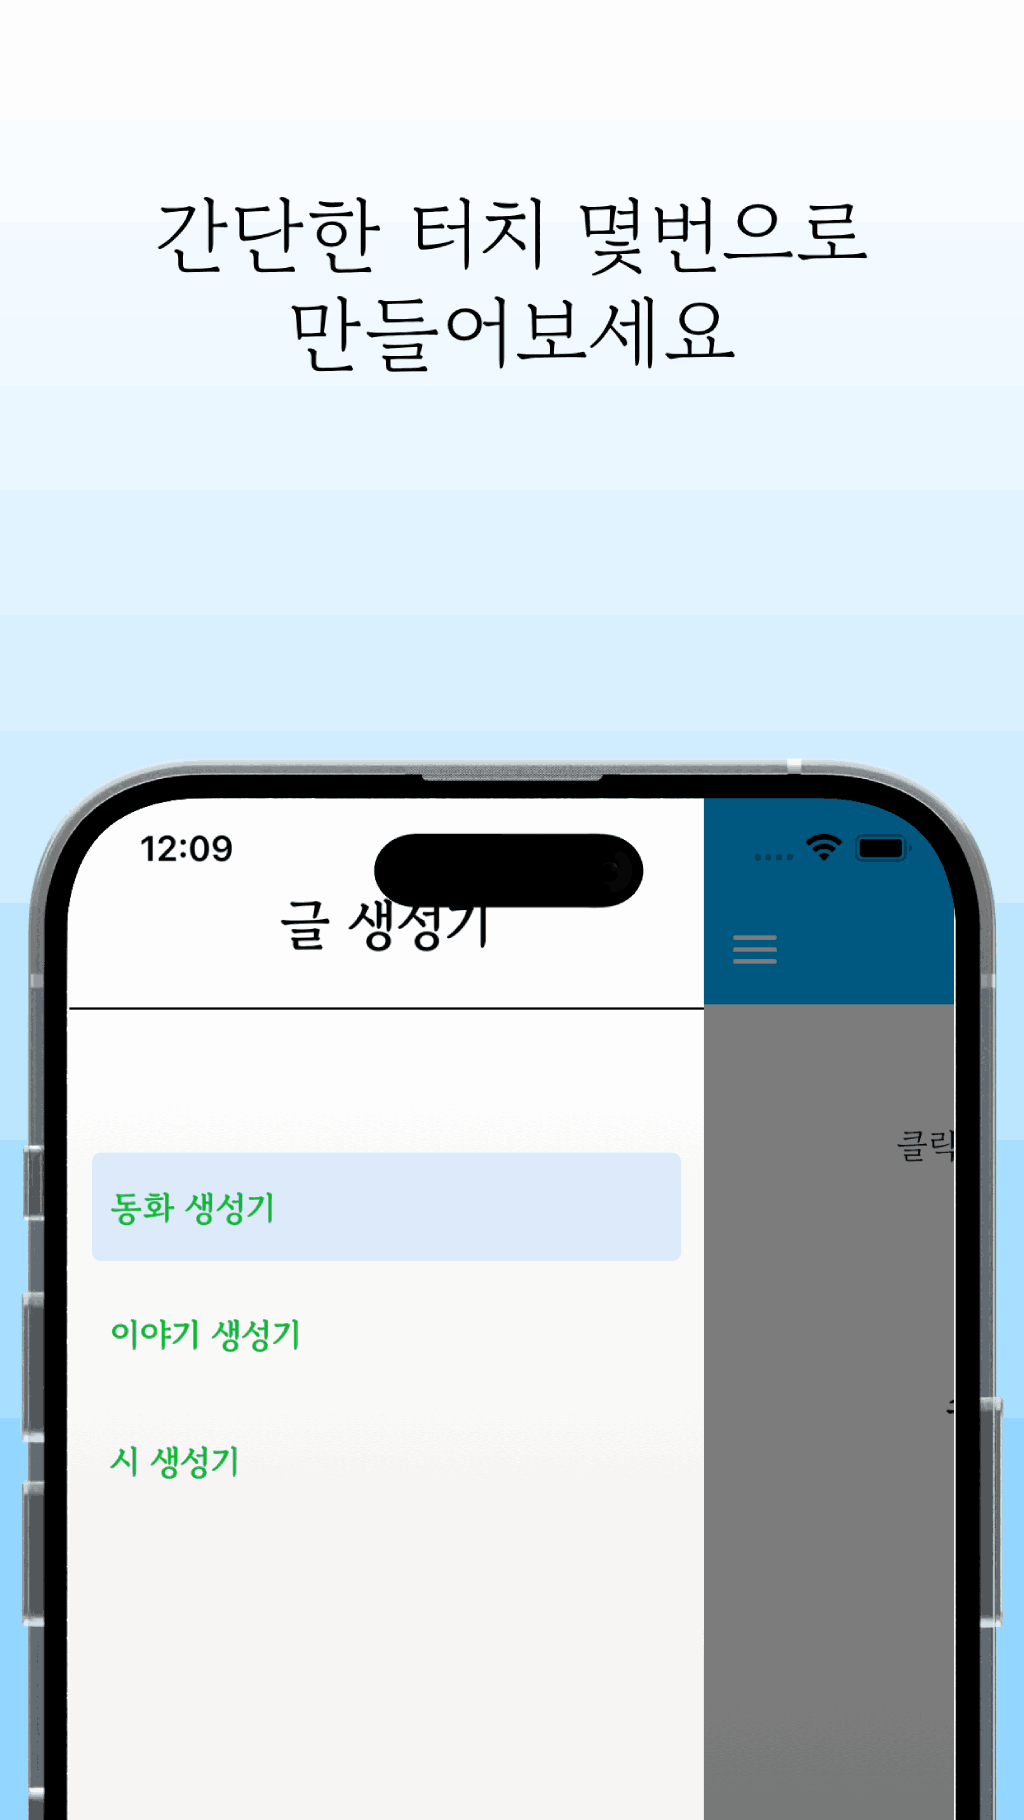 간단한 터치 몇번으로
만들어보세요
12:09
글 생성기
클릭
동화 생성기
이야기 생성기
시 생성기